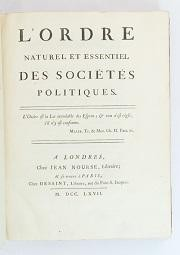 L'ORDRE
NATUREL ET ESSENTIEL
DES SOCIÉTÉS
POLITIQUES.
L'Ordre est la Loi inviolable des Esprits; & rien n'est réglé,
s'il n'y est conforme.
MALEB. Tr. de Mor. Ch. II. Part.
A LONDRES,
Chez JEAN NOURSE, Libraire;
& se trouve à PARIS,
Chez DESAINT, Libraire, rue du Foin S. Jacques.
M. DCC. LXVII.